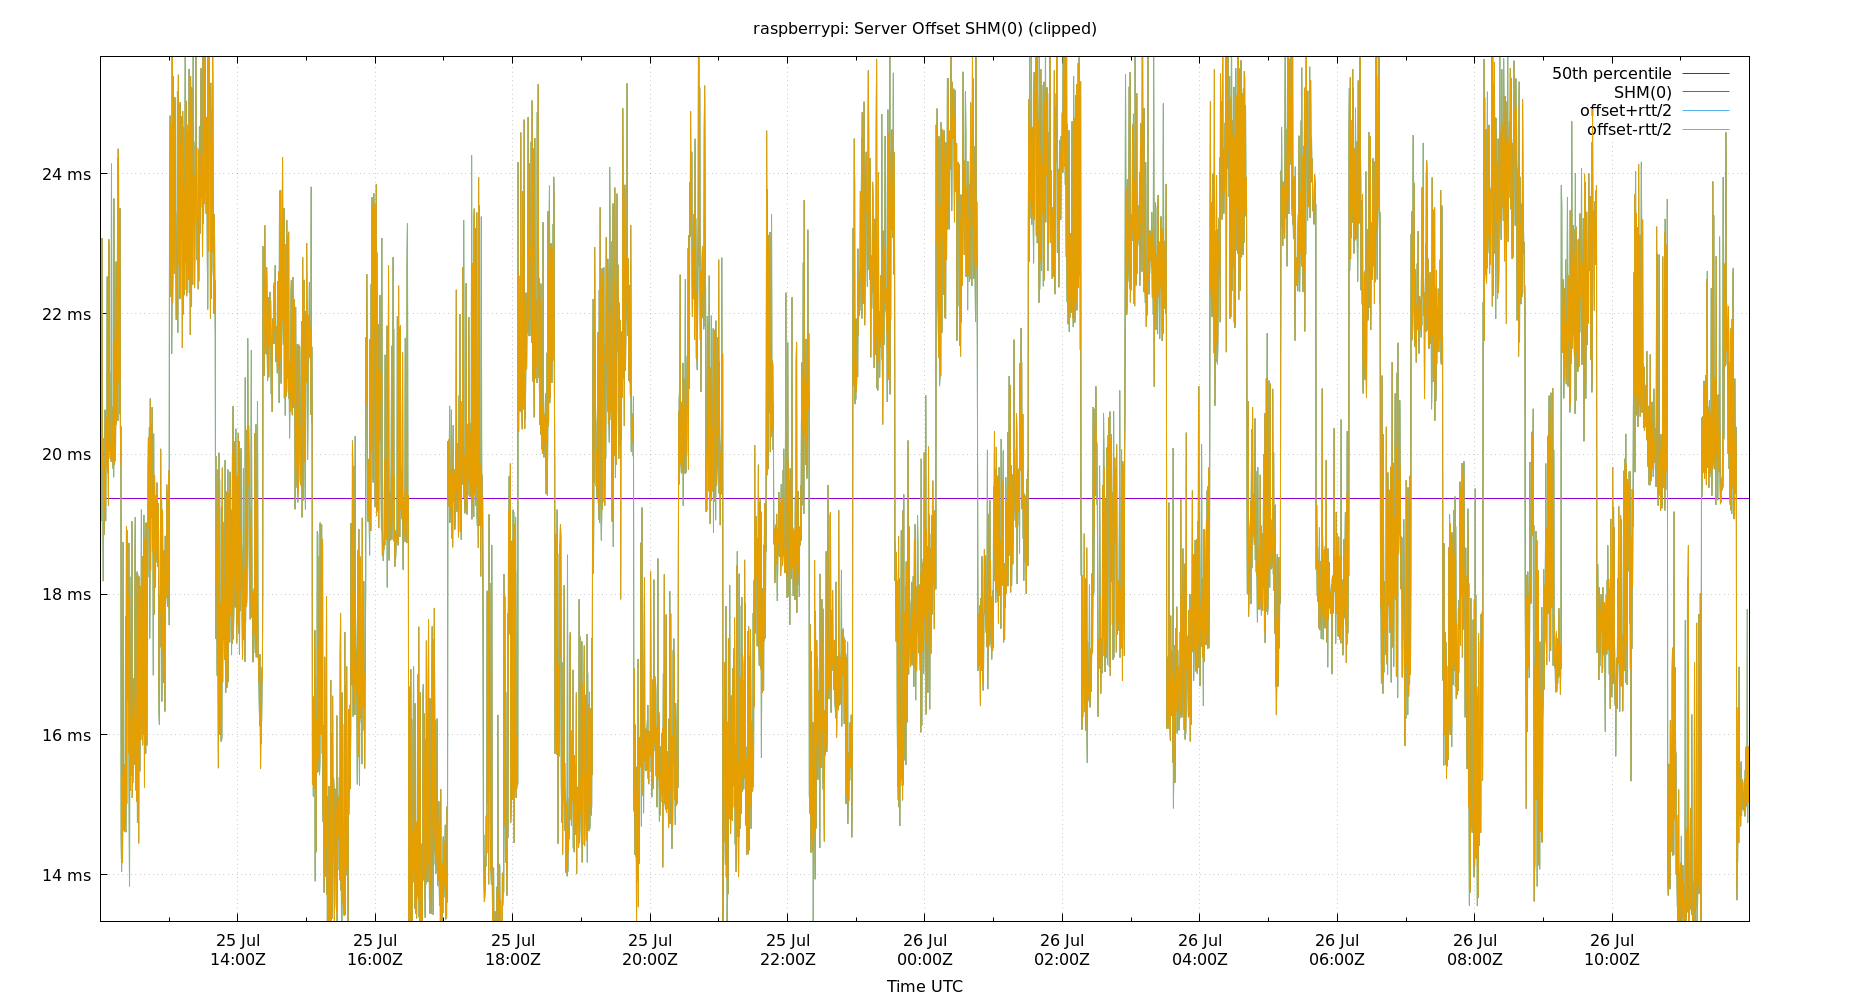 raspberrypi: Server Offset SHM(0) (clipped)
50th percentile
SHM(0)
offset+rtt/2
offset-rtt/2
24 ms
22 ms
20 ms
18 ms
16 ms
14 ms
25 Jul 25 Jul 25 Jul 25 Jul 25 Jul 26 Jul 26 Jul 26 Jul 26 Jul 26 Jul 26 Jul
14:00Z 16:00Z 18:00Z 20:00Z 22:00Z 00:00Z 02:00Z 04:00Z 06:00Z 08:00Z 10:00Z
Time UTC